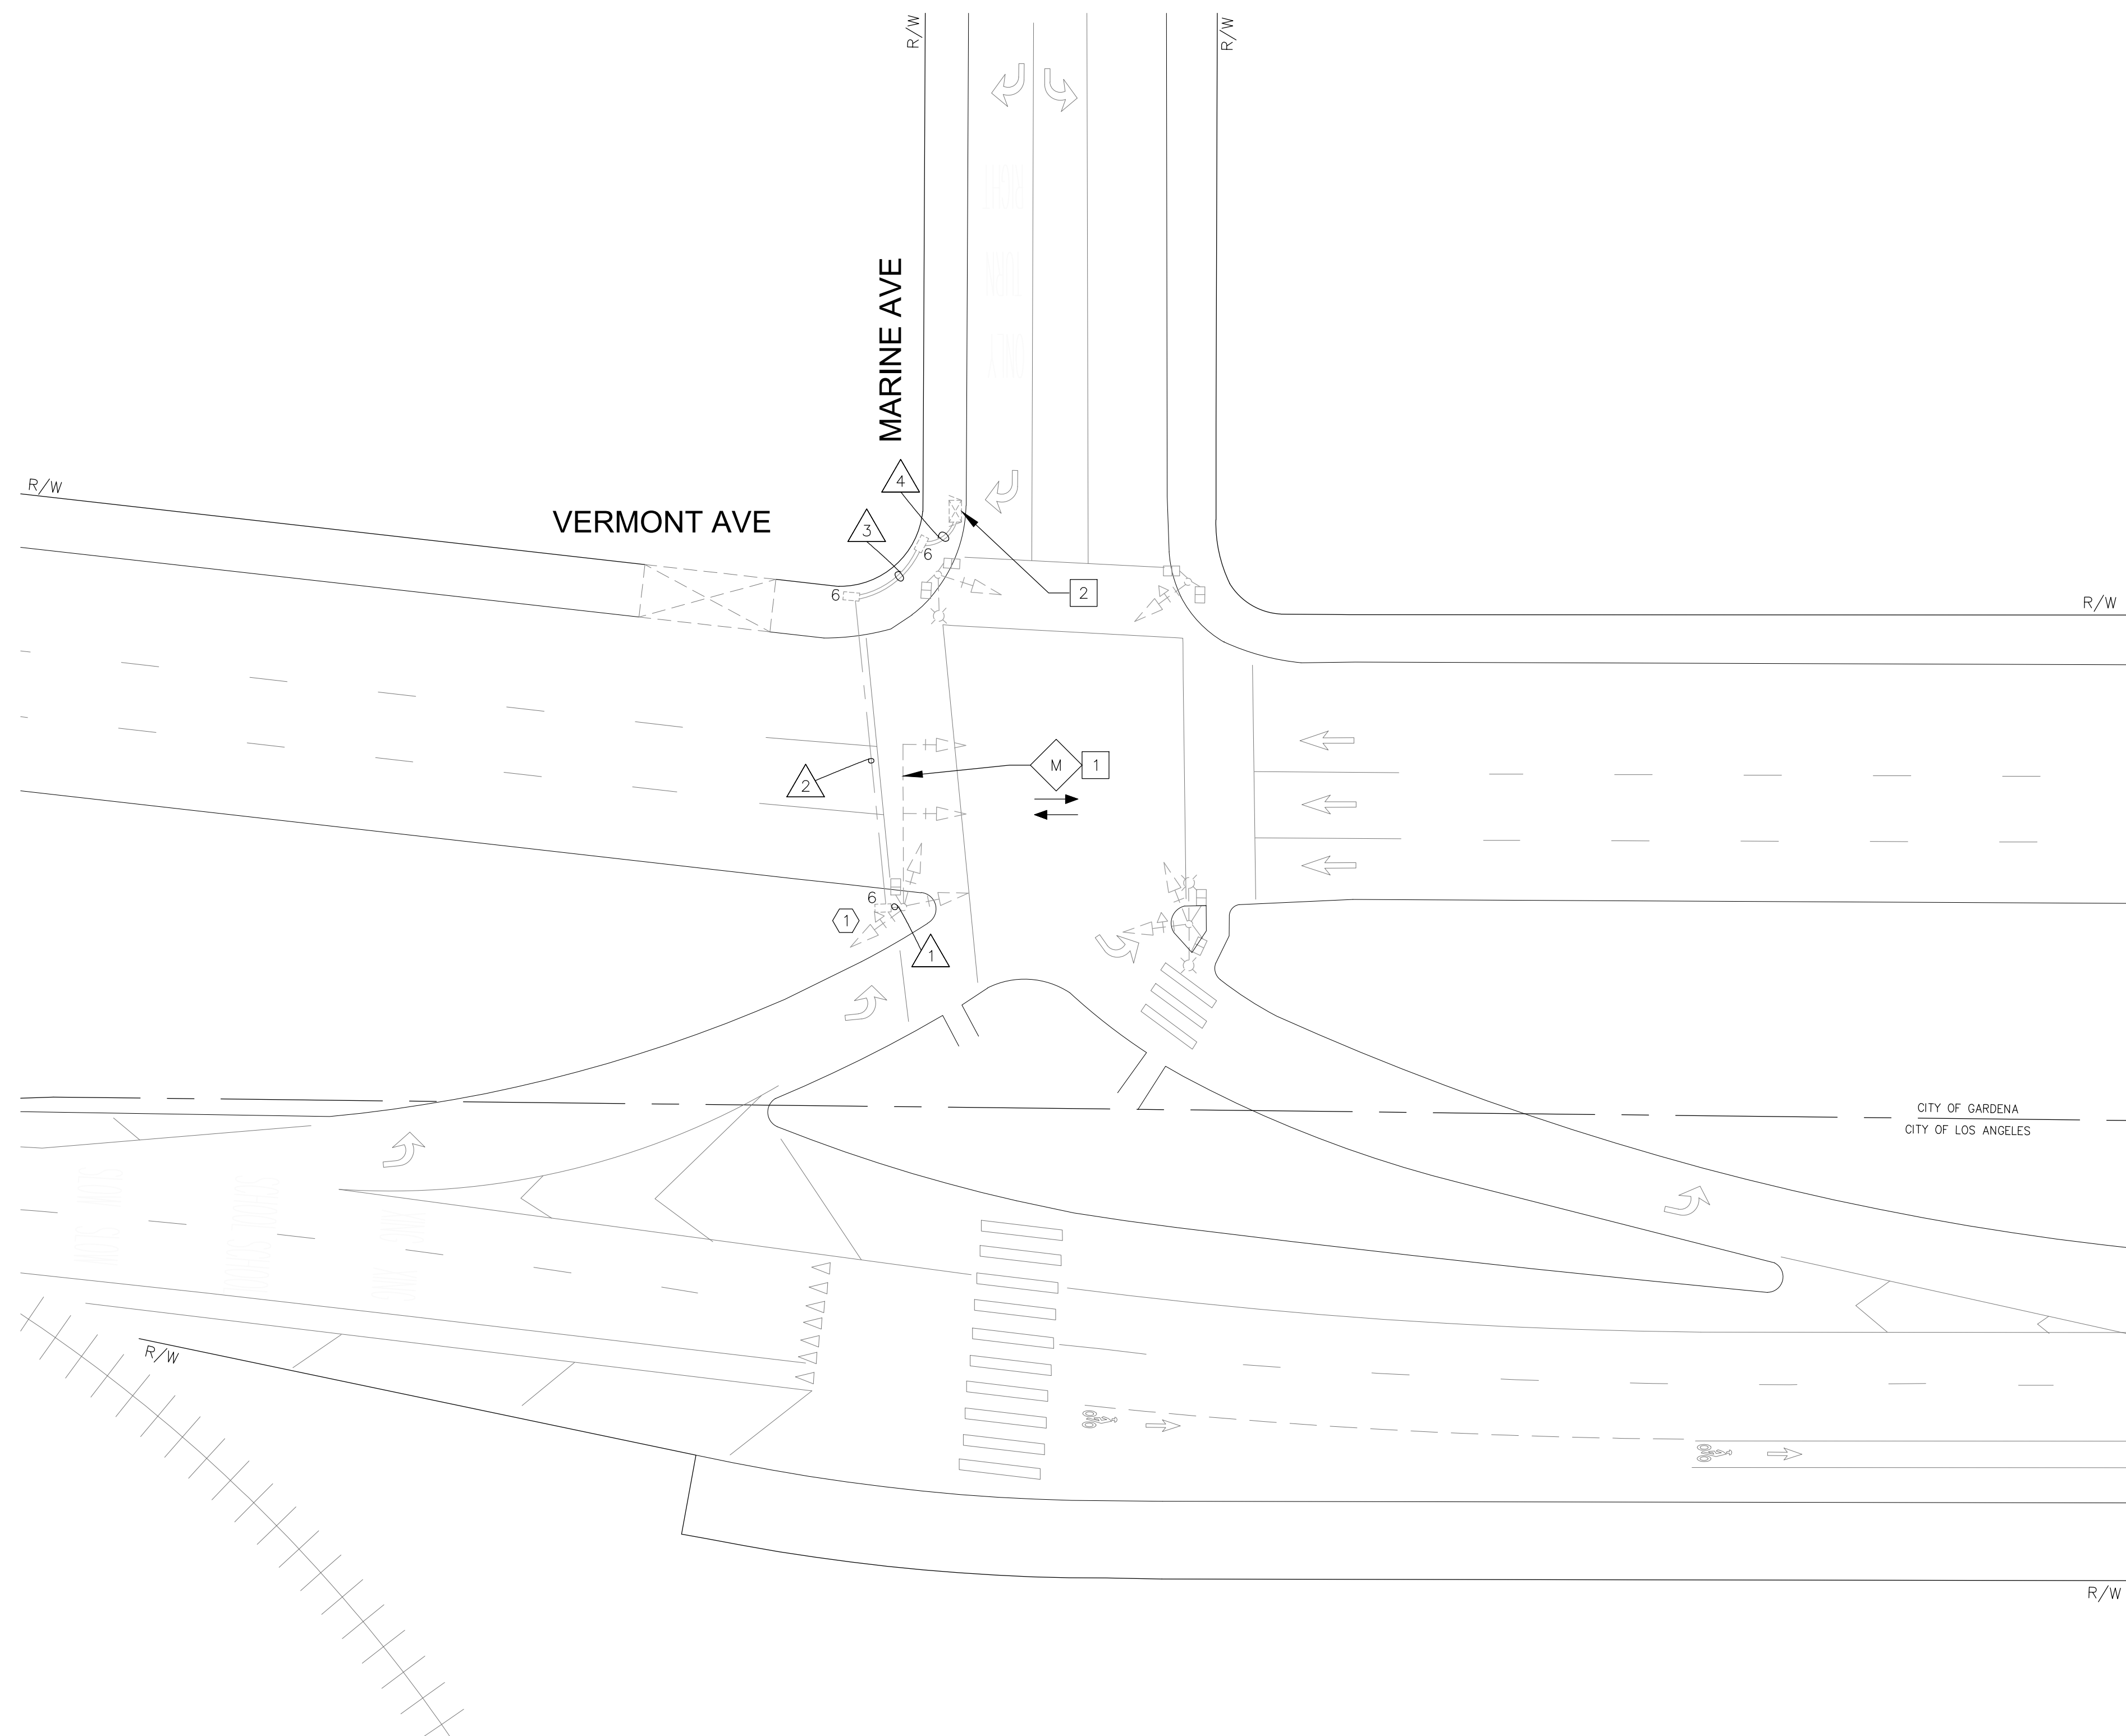 R/W
R/W
MARINE AVE
R/W
VERMONT AVE
4
3
6
6
2
R/W
M
1
2
6
1
1
CITY OF GARDENA
CITY OF LOS ANGELES
R/W
R/W